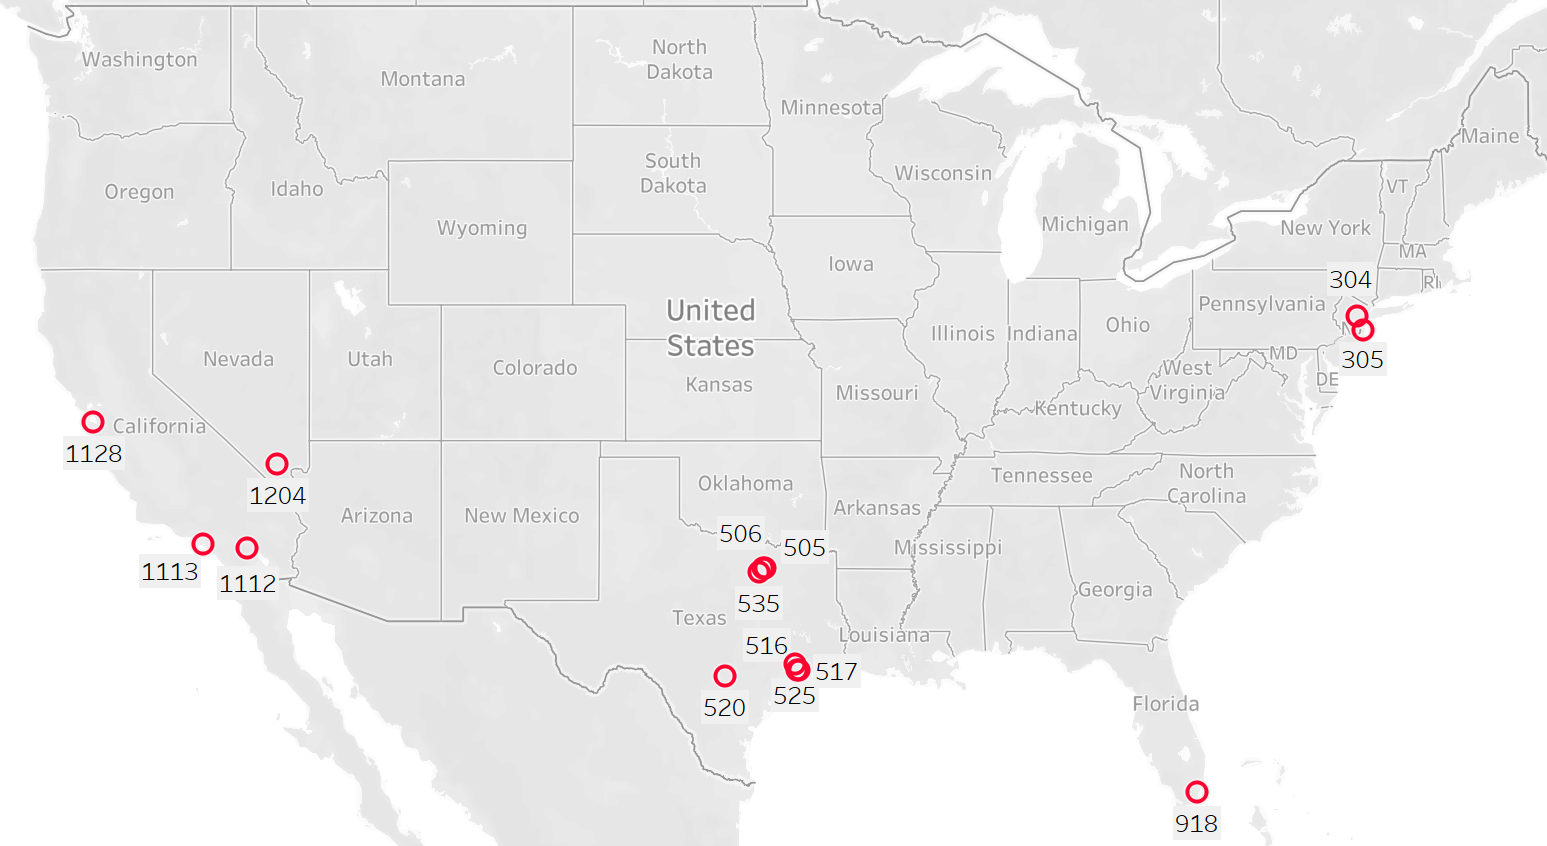 Washington
Montana
North
Dakota
Minnesota
Maine
Oregon
Idaho
South
Dakota
Wisconsin
VT
Wyoming
Michigan
New York
MA
Iowa
304
RI
United
States
Pennsylvania
Nevada
Utah
Colorado
Kansas
Illinois
Indiana
Ohio
305
MD
West
Virginia
DE
Missouri
Kentucky
California
1128
1204
Oklahoma
Tennessee
North
Carolina
Arizona
New Mexico
Arkansas
506
505
Mississippi
1113
1112
535
Georgia
Texas
Louisiana
516
517
525
520
Florida
918